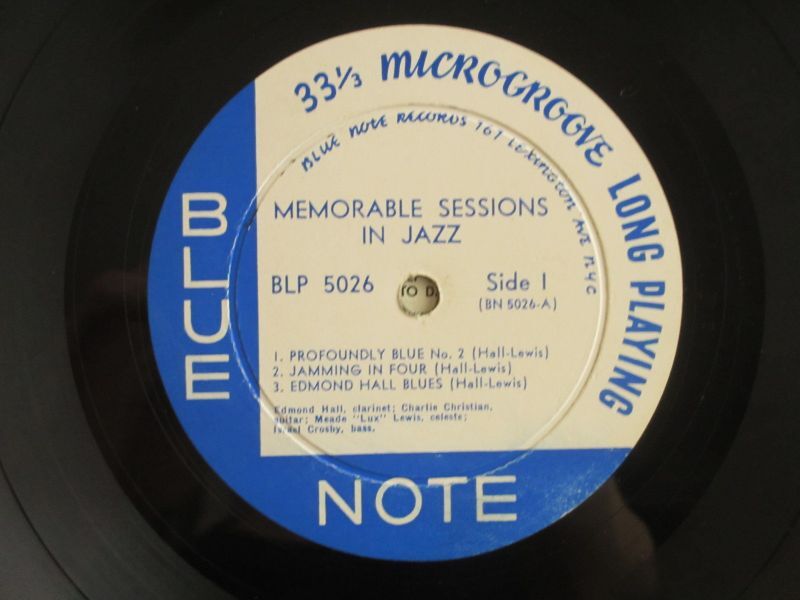 33⅓ MICROGROOVE LONG PLAYING
BLUE NOTE RECORDS 767 LEXINGTON AVE NYC
MEMORABLE SESSIONS
IN JAZZ
BLP 5026
TO D.
Side 1
(BN 5026-A)
1. PROFOUNDLY BLUE No. 2 (Hall-Lewis)
2. JAMMING IN FOUR (Hall-Lewis)
3. EDMOND HALL BLUES (Hall-Lewis)
Edmond Hall, clarinet; Charlie Christian,
guitar; Meade "Lux" Lewis, celeste;
Israel Crosby, bass.
BLUE
NOTE